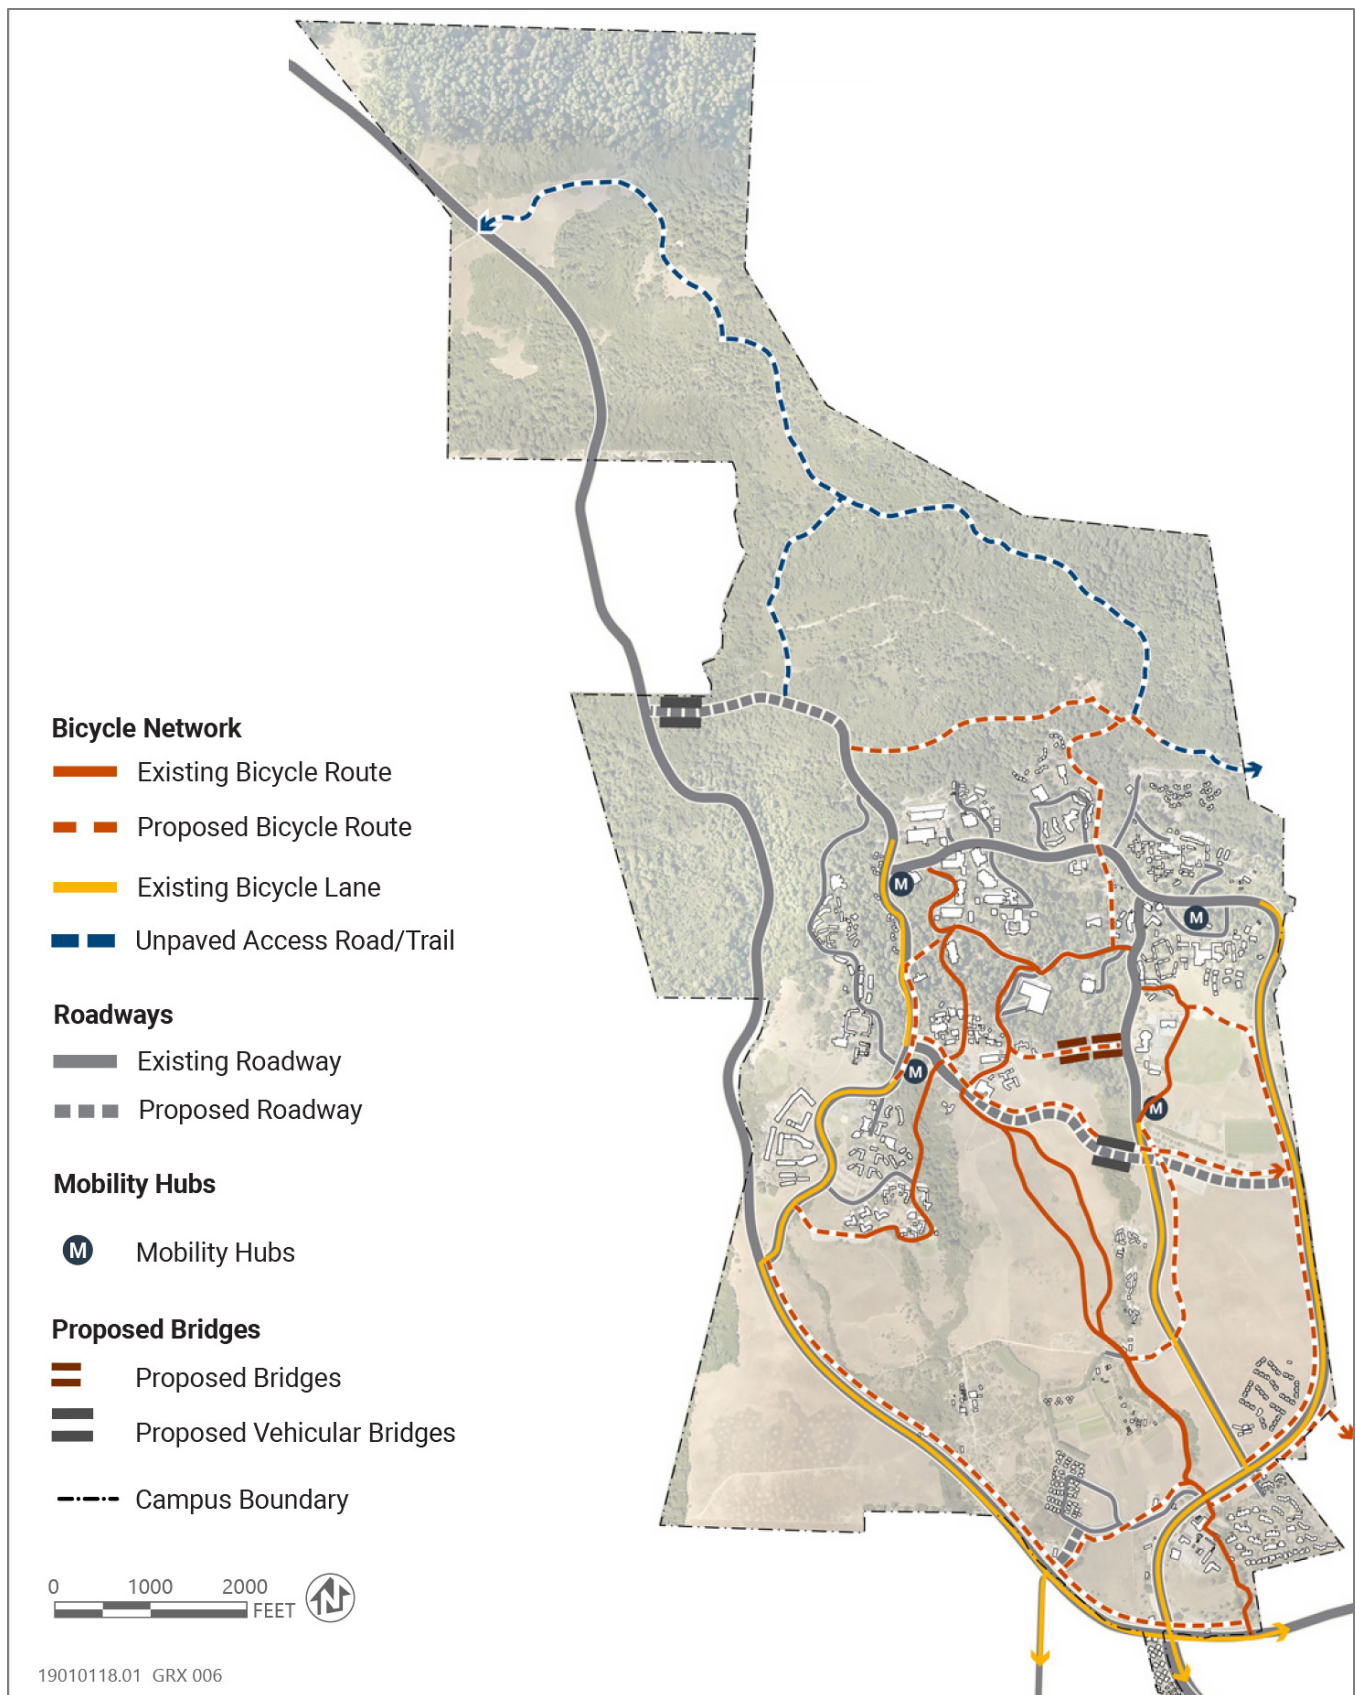 Bicycle Network
Existing Bicycle Route
Proposed Bicycle Route
Existing Bicycle Lane
Unpaved Access Road/Trail
Roadways
Existing Roadway
Proposed Roadway
Mobility Hubs
M Mobility Hubs
Proposed Bridges
Proposed Bridges
Proposed Vehicular Bridges
Campus Boundary
0 1000 2000
FEET N
19010118.01 GRX 006
M
M
M
M